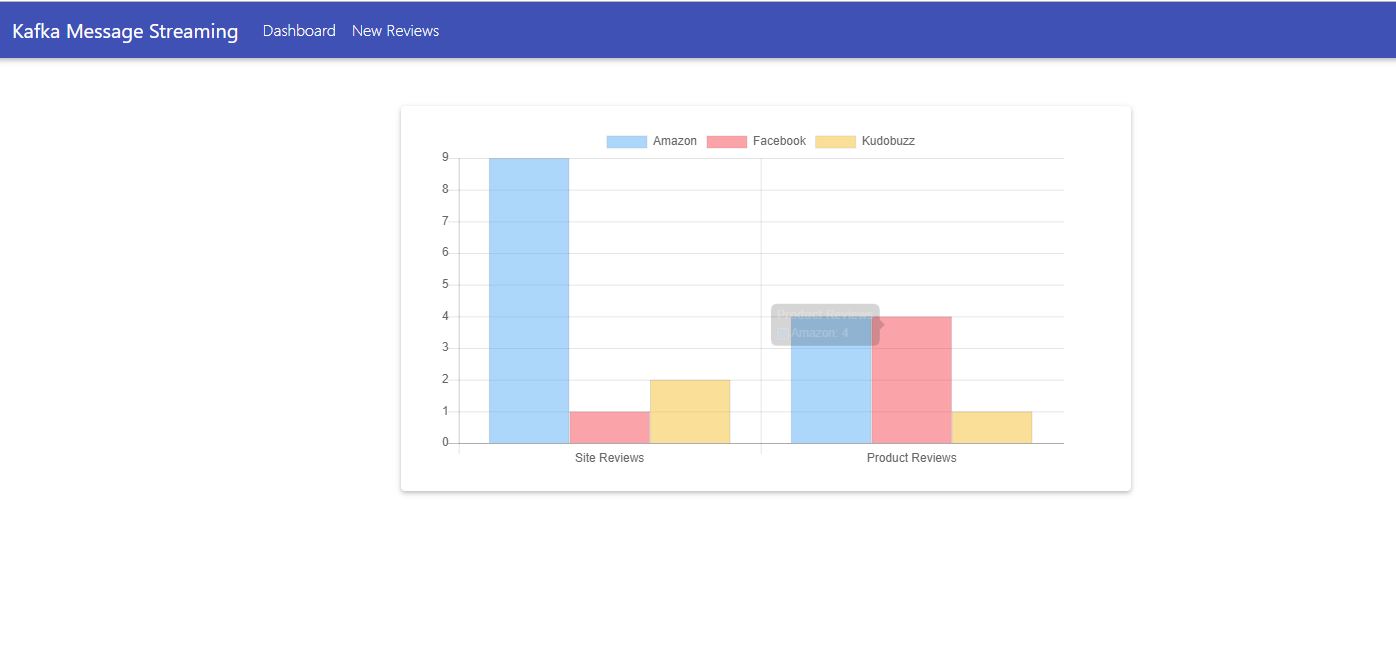 Kafka Message Streaming Dashboard New Reviews
Amazon Facebook Kudobuzz
9
8
7
6
5
4
Product Reviews
Amazon: 4
3
2
1
0
Site Reviews Product Reviews